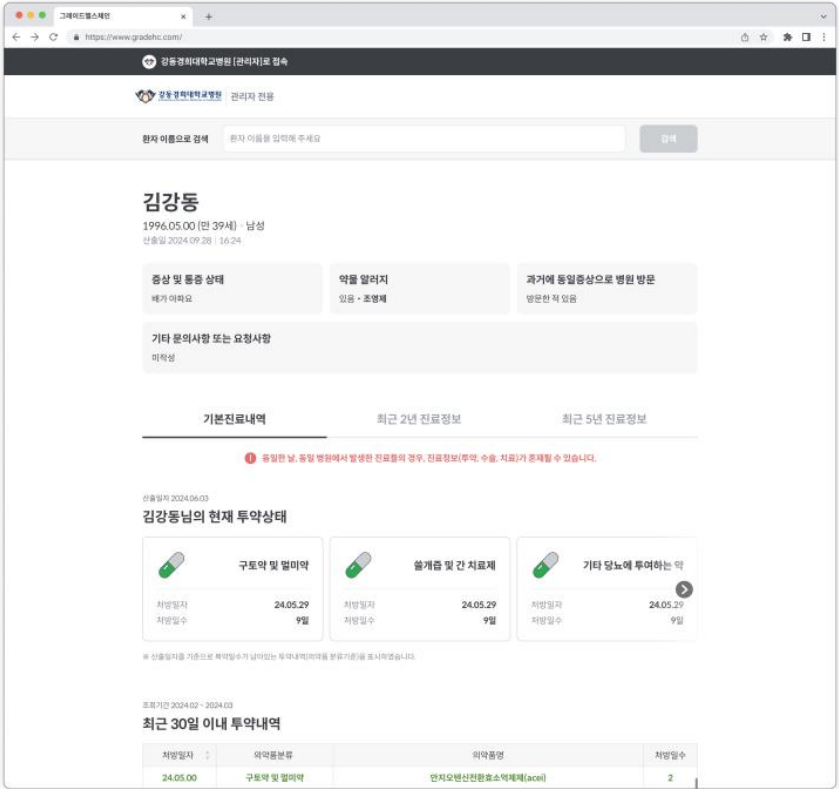 그레이드헬스체인
https://www.gradehc.com/
강동경희대학교병원 [관리자]로 접속
강동경희대학교병원 관리자 전용
환자 이름으로 검색 환자 이름을 입력해 주세요 검색
김강동
1996.05.00 (만 39세) · 남성
산출일 2024.09.28 | 16:24
증상 및 통증 상태 약물 알러지 과거에 동일증상으로 병원 방문
배가 아파요 있음 • 조영제 방문한 적 있음
기타 문의사항 또는 요청사항
미작성
기본진료내역 최근 2년 진료정보 최근 5년 진료정보
동일한 날, 동일 병원에서 발생한 진료들의 경우, 진료정보(투약, 수술, 치료)가 혼재될 수 있습니다.
산출일자 2024.06.03
김강동님의 현재 투약상태
구토약 및 멀미약 쓸개즙 및 간 치료제 기타 당뇨에 투여하는 약
처방일자 24.05.29 처방일자 24.05.29 처방일자 24.05.29
처방일수 9일 처방일수 9일 처방일수 9일
※ 산출일자를 기준으로 복약일수가 남아있는 투약내역(의약품 분류기준)을 표시하였습니다.
조회기간 2024.02 ~ 2024.03
최근 30일 이내 투약내역
처방일자 의약품분류 의약품명 처방일수
24.05.00 구토약 및 멀미약 안지오텐신전환효소억제제(acei) 2